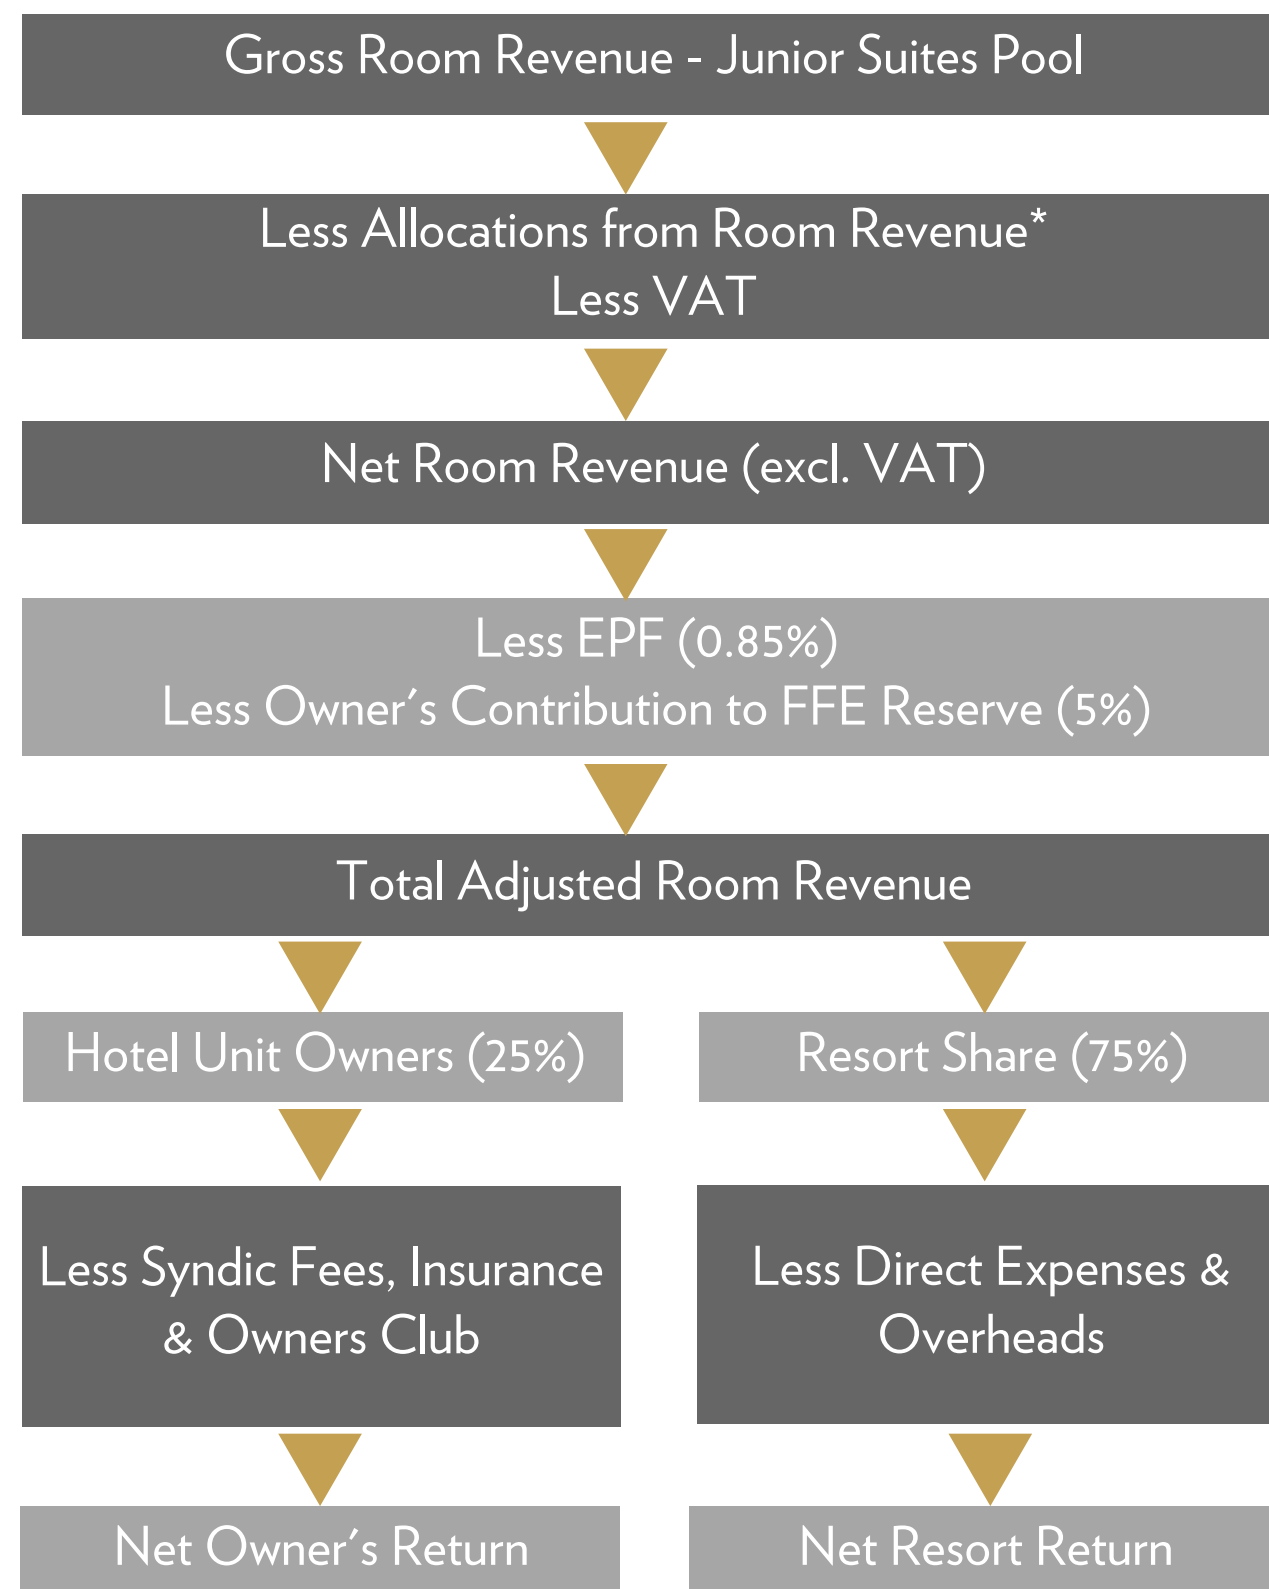 Gross Room Revenue - Junior Suites Pool
Less Allocations from Room Revenue*
Less VAT
Net Room Revenue (excl. VAT)
Less EPF (0.85%)
Less Owner's Contribution to FFE Reserve (5%)
Total Adjusted Room Revenue
Hotel Unit Owners (25%)
Resort Share (75%)
Less Syndic Fees, Insurance
& Owners Club
Less Direct Expenses &
Overheads
Net Owner's Return
Net Resort Return